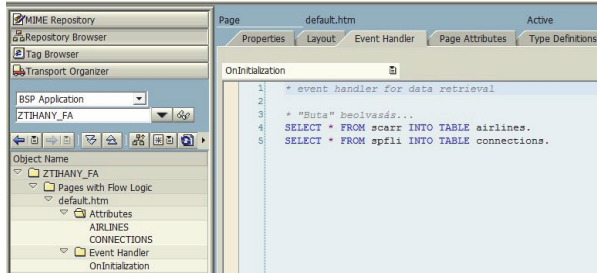 MIME Repository
Repository Browser
Tag Browser
Transport Organizer
BSP Application
ZTIHANY_FA
Object Name
ZTIHANY_FA
Pages with Flow Logic
default.htm
Attributes
AIRLINES
CONNECTIONS
Event Handler
OnInitialization
Page default.htm Active
Properties Layout Event Handler Page Attributes Type Definitions
OnInitialization
1 * event handler for data retrieval
2
3 * "Buta" beolvasás...
4 SELECT * FROM scarr INTO TABLE airlines.
5 SELECT * FROM spfli INTO TABLE connections.